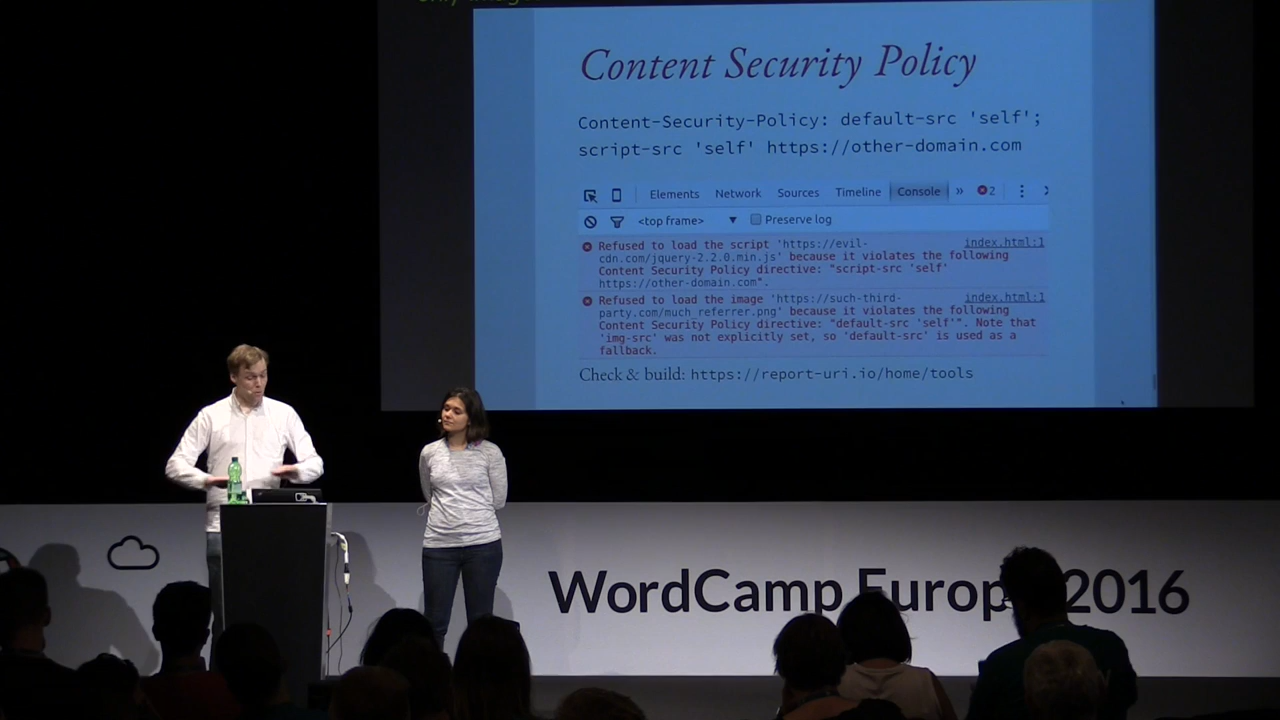 Content Security Policy
Content-Security-Policy: default-src 'self';
script-src 'self' https://other-domain.com
Elements Network Sources Timeline Console » 2
<top frame> ▼ Preserve log
Refused to load the script 'https://evil- index.html:1
cdn.com/jquery-2.2.0.min.js' because it violates the following
Content Security Policy directive: "script-src 'self'
https://other-domain.com".
Refused to load the image 'https://such-third- index.html:1
party.com/much_referrer.png' because it violates the following
Content Security Policy directive: "default-src 'self'". Note that
'img-src' was not explicitly set, so 'default-src' is used as a
fallback.
Check & build: https://report-uri.io/home/tools
WordCamp Europe 2016